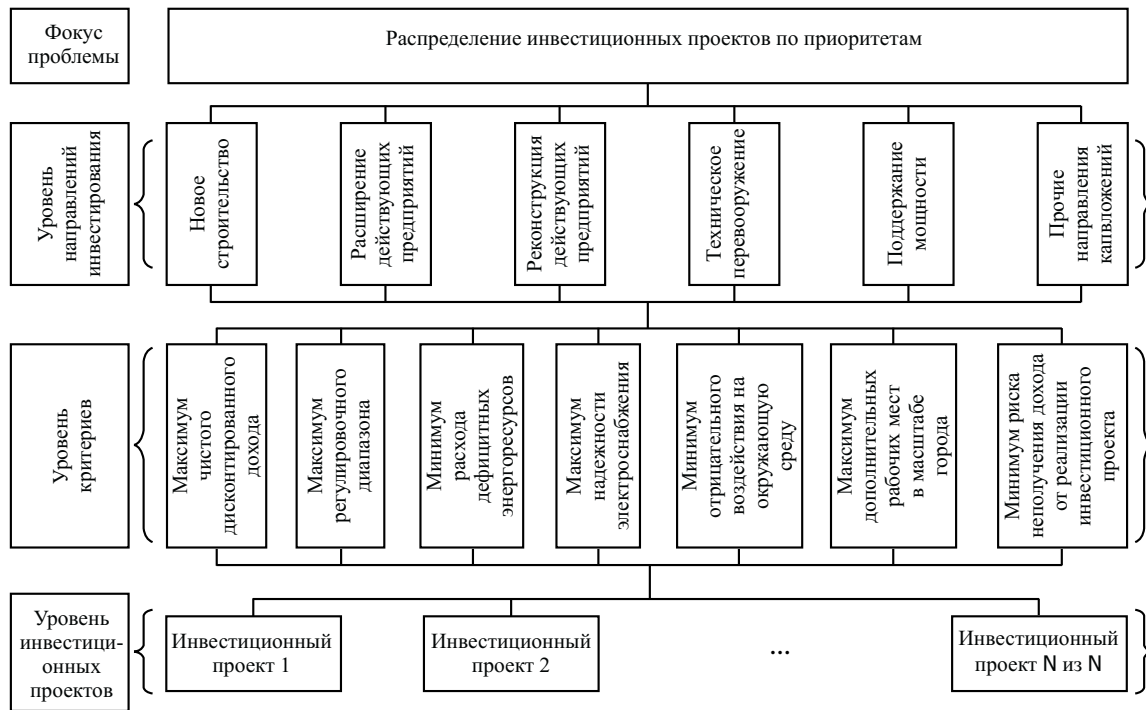 Фокус
проблемы
Распределение инвестиционных проектов по приоритетам
Уровень
направлений
инвестирования
Новое
строительство
Расширение
действующих
предприятий
Реконструкция
действующих
предприятий
Техническое
перевооружение
Поддержание
мощности
Прочие
направления
капвложений
Уровень
критериев
Максимум
чистого
дисконтированного
дохода
Максимум
регулировочного
диапазона
Минимум
расхода
дефицитных
энергоресурсов
Максимум
надежности
электроснабжения
Минимум
отрицательного
воздействия на
окружающую
среду
Максимум
дополнительных
рабочих мест
в масштабе
города
Минимум риска
неполучения дохода
от реализации
инвестиционного
проекта
Уровень
инвестици-
онных
проектов
Инвестиционный
проект 1
Инвестиционный
проект 2
...
Инвестиционный
проект N из N